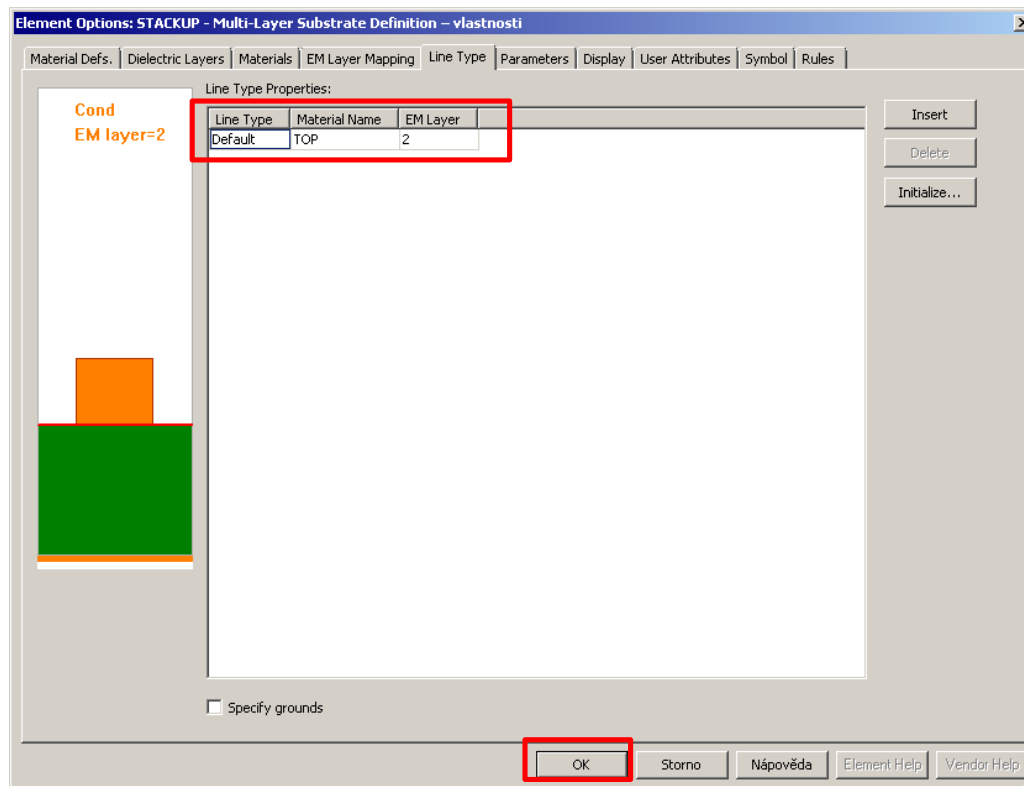 Element Options: STACKUP - Multi-Layer Substrate Definition – vlastnosti
Material Defs. Dielectric Layers Materials EM Layer Mapping Line Type Parameters Display User Attributes Symbol Rules
Line Type Properties:
Cond
EM layer=2
Line Type Material Name EM Layer
Default TOP 2
Insert
Delete
Initialize...
Specify grounds
OK Storno Nápověda Element Help Vendor Help